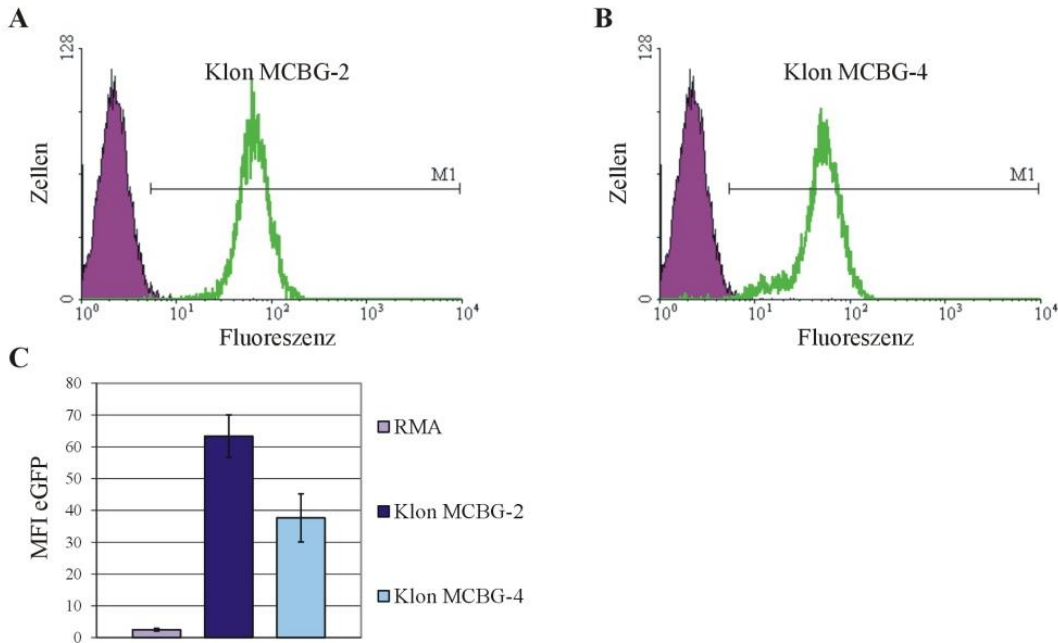 A
128
Klon MCBG-2
Zellen
M1
0
10^0 10^1 10^2 10^3 10^4
Fluoreszenz
B
128
Klon MCBG-4
Zellen
M1
0
10^0 10^1 10^2 10^3 10^4
Fluoreszenz
C
80
70
60
50
40
30
20
10
0
MFI eGFP
RMA
Klon MCBG-2
Klon MCBG-4